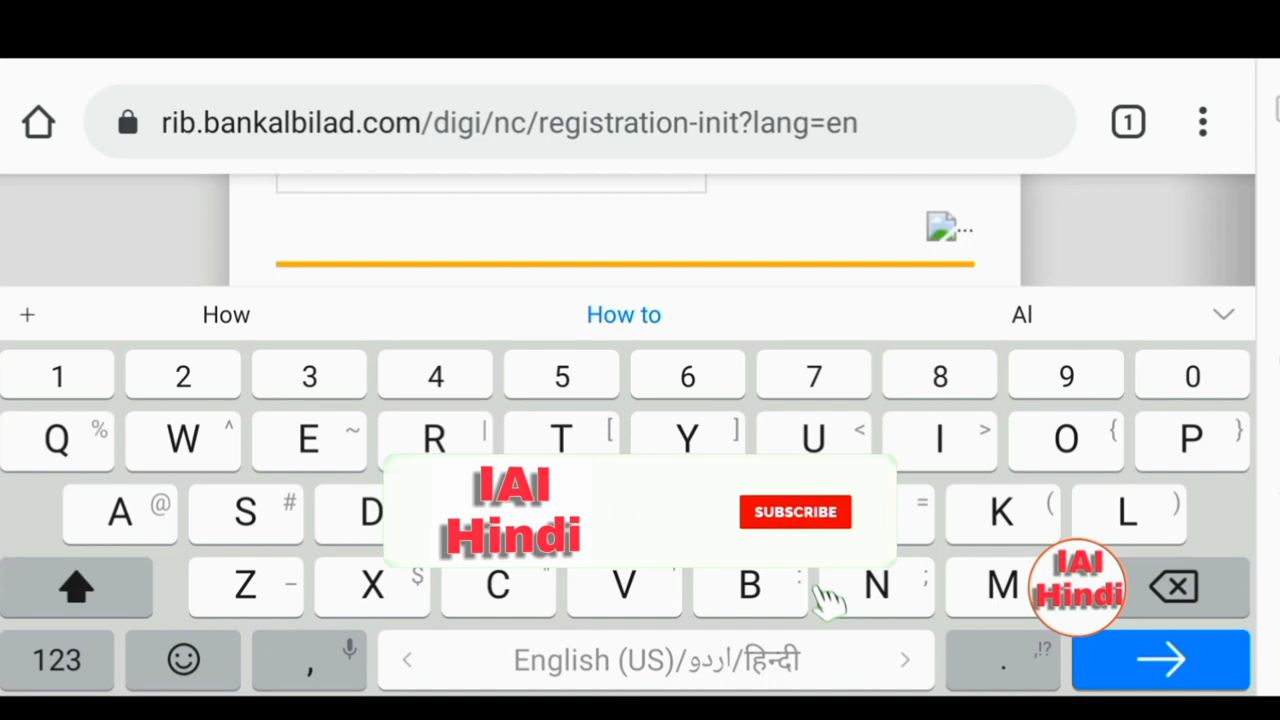 rib.bankalbilad.com/digi/nc/registration-init?lang=en
1
...
+ How How to Al
1 2 3 4 5 6 7 8 9 0
Q % W ^ E ~ R | T [ Y ] U < I > O { P }
IAI
Hindi
SUBSCRIBE
A @ S # D = K ( L )
Z _ X $ C " V ' B : N ; M
IAI
Hindi
123 , < English (US)/اردو/हिन्दी > . ,!?